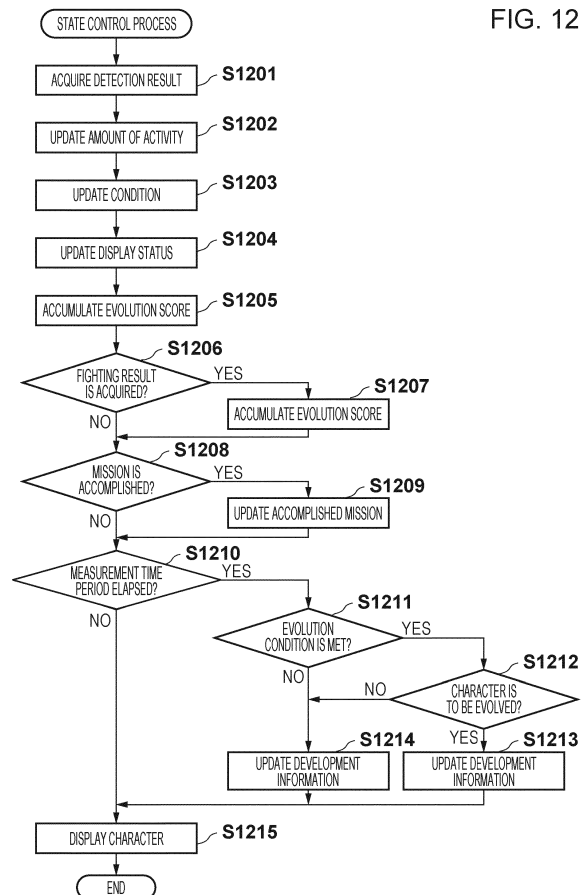 FIG. 12
STATE CONTROL PROCESS
ACQUIRE DETECTION RESULT
S1201
UPDATE AMOUNT OF ACTIVITY
S1202
UPDATE CONDITION
S1203
UPDATE DISPLAY STATUS
S1204
ACCUMULATE EVOLUTION SCORE
S1205
S1206
FIGHTING RESULT
IS ACQUIRED?
YES
NO
S1207
ACCUMULATE EVOLUTION SCORE
S1208
MISSION IS
ACCOMPLISHED?
YES
NO
S1209
UPDATE ACCOMPLISHED MISSION
S1210
MEASUREMENT TIME
PERIOD ELAPSED?
YES
NO
S1211
EVOLUTION
CONDITION IS MET?
YES
NO
S1212
CHARACTER IS
TO BE EVOLVED?
NO
YES
S1214
UPDATE DEVELOPMENT
INFORMATION
S1213
UPDATE DEVELOPMENT
INFORMATION
DISPLAY CHARACTER
S1215
END